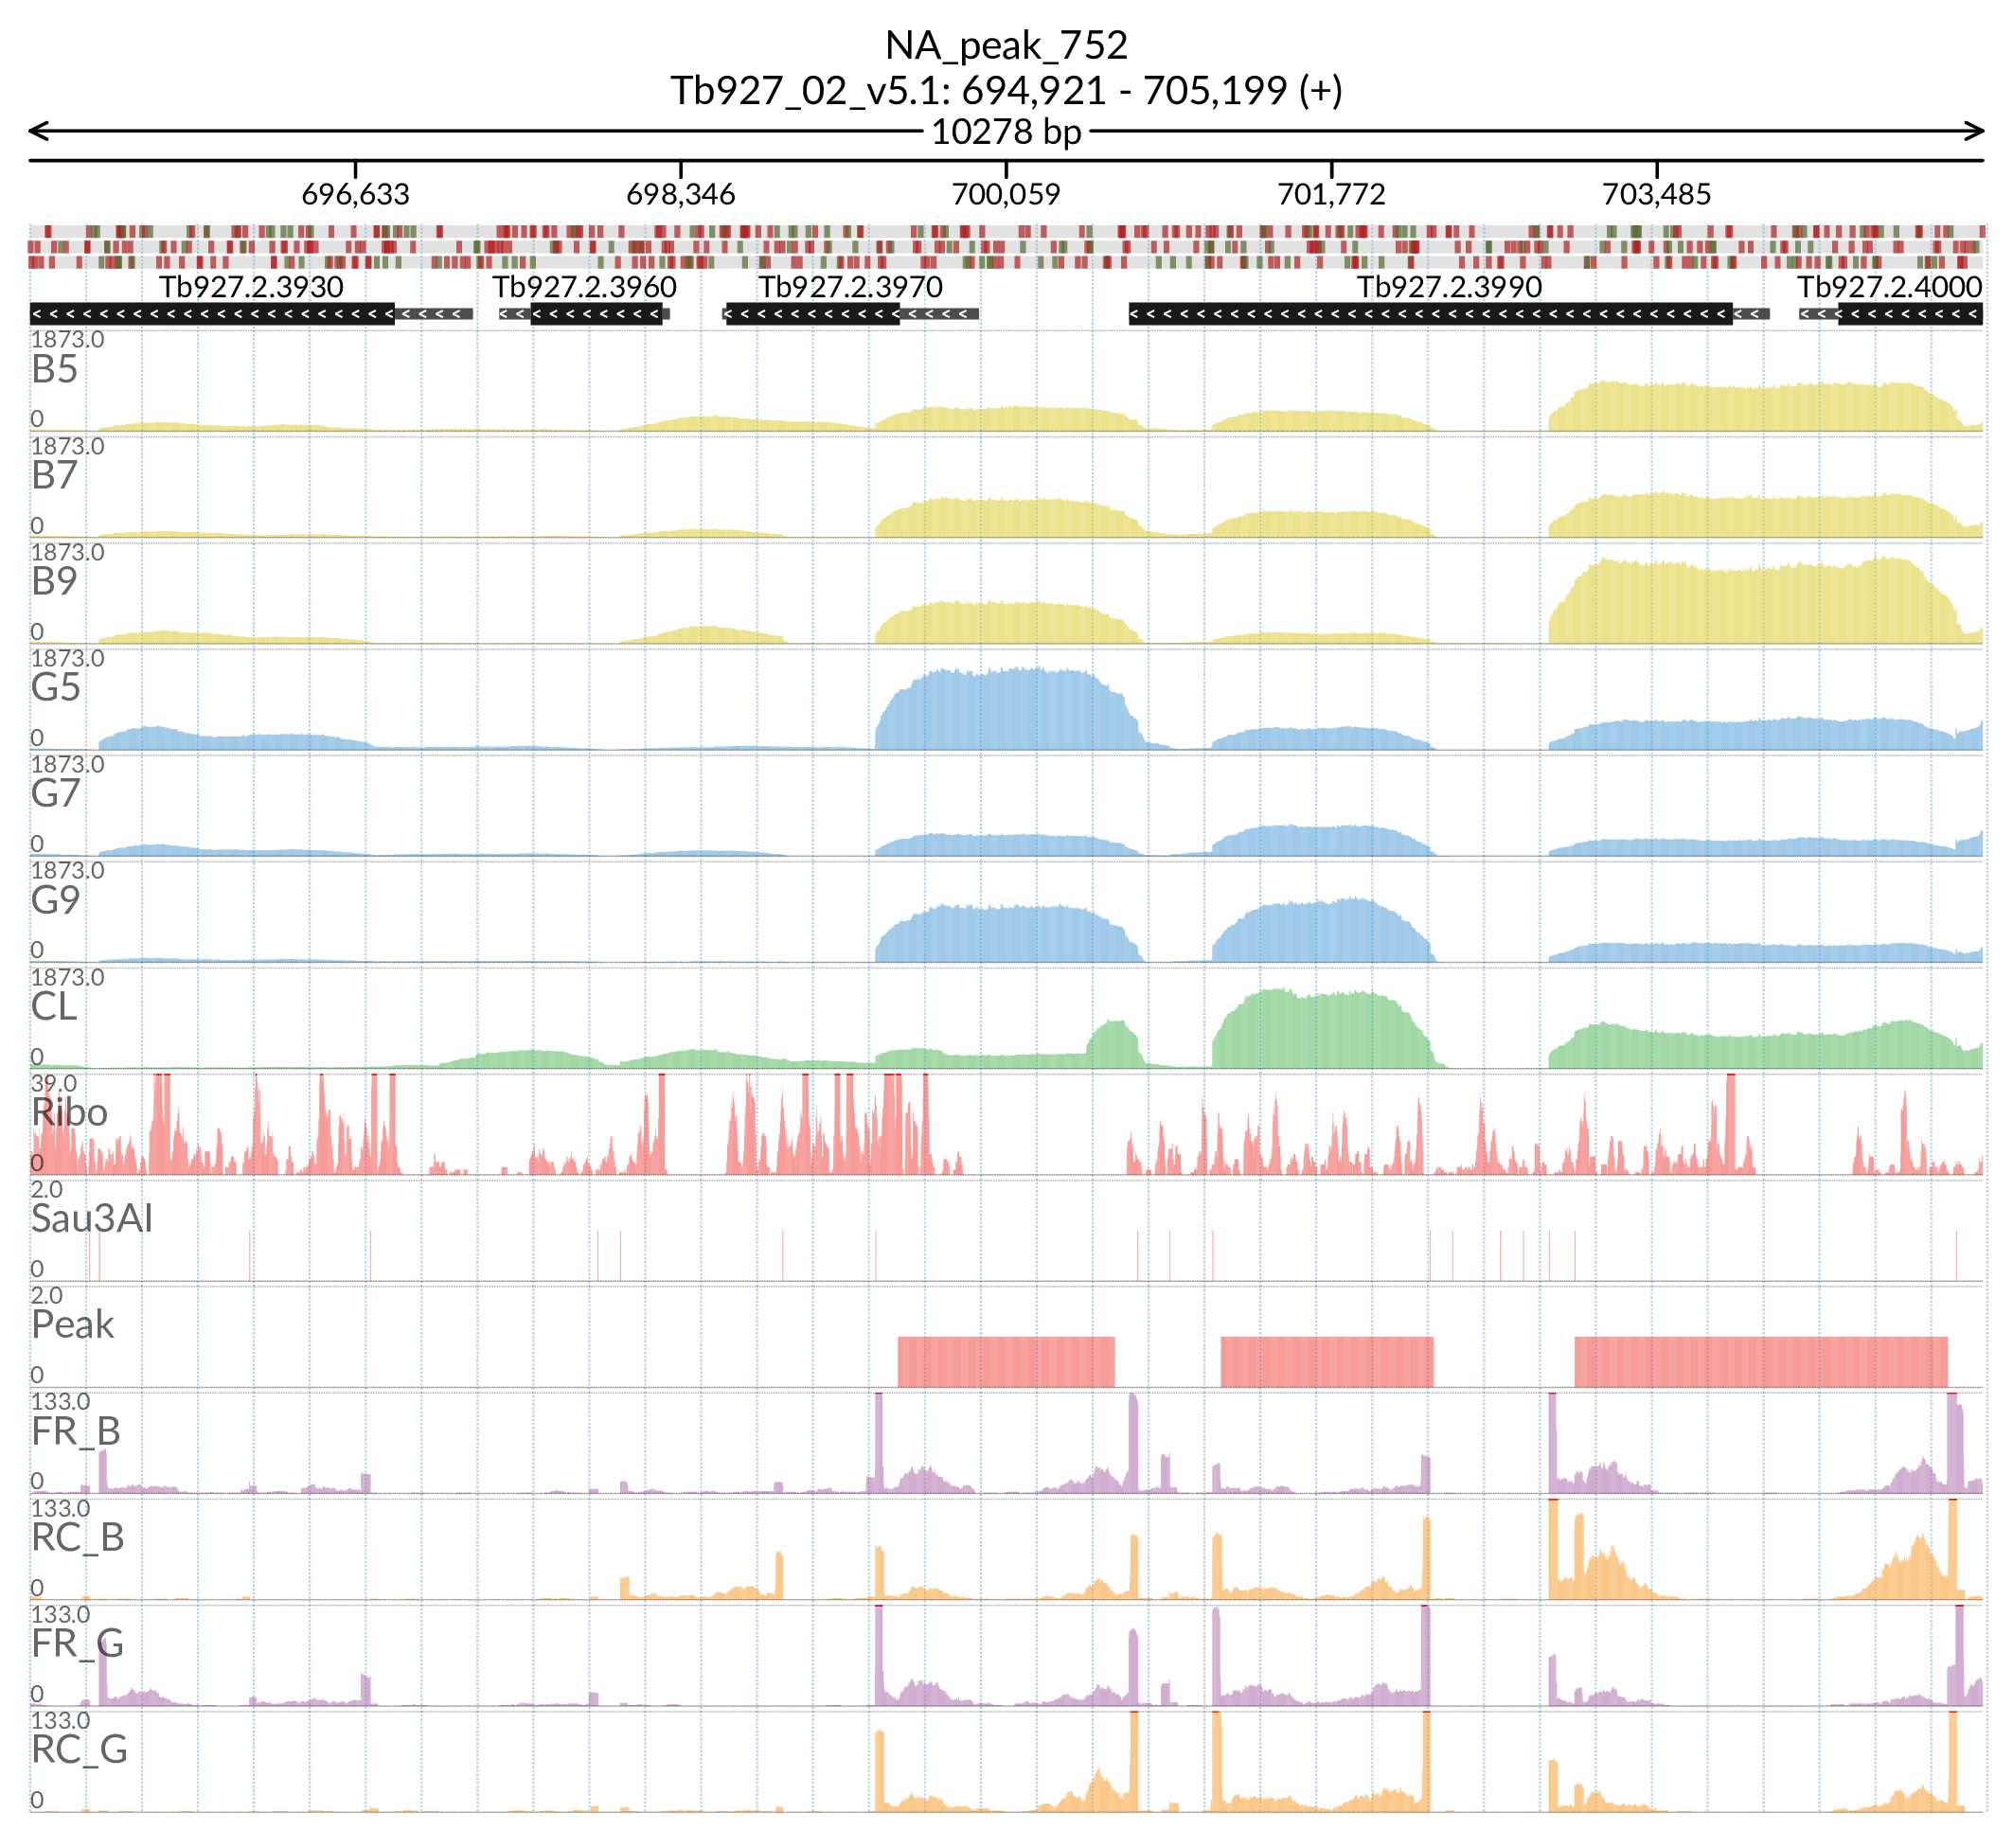 NA_peak_752
Tb927_02_v5.1: 694,921 - 705,199 (+)
10278 bp
696,633 698,346 700,059 701,772 703,485
Tb927.2.3930 Tb927.2.3960 Tb927.2.3970 Tb927.2.3990 Tb927.2.4000
1873.0
B5
0
1873.0
B7
0
1873.0
B9
0
1873.0
G5
0
1873.0
G7
0
1873.0
G9
0
1873.0
CL
0
39.0
Ribo
0
2.0
Sau3AI
0
2.0
Peak
0
133.0
FR_B
0
133.0
RC_B
0
133.0
FR_G
0
133.0
RC_G
0